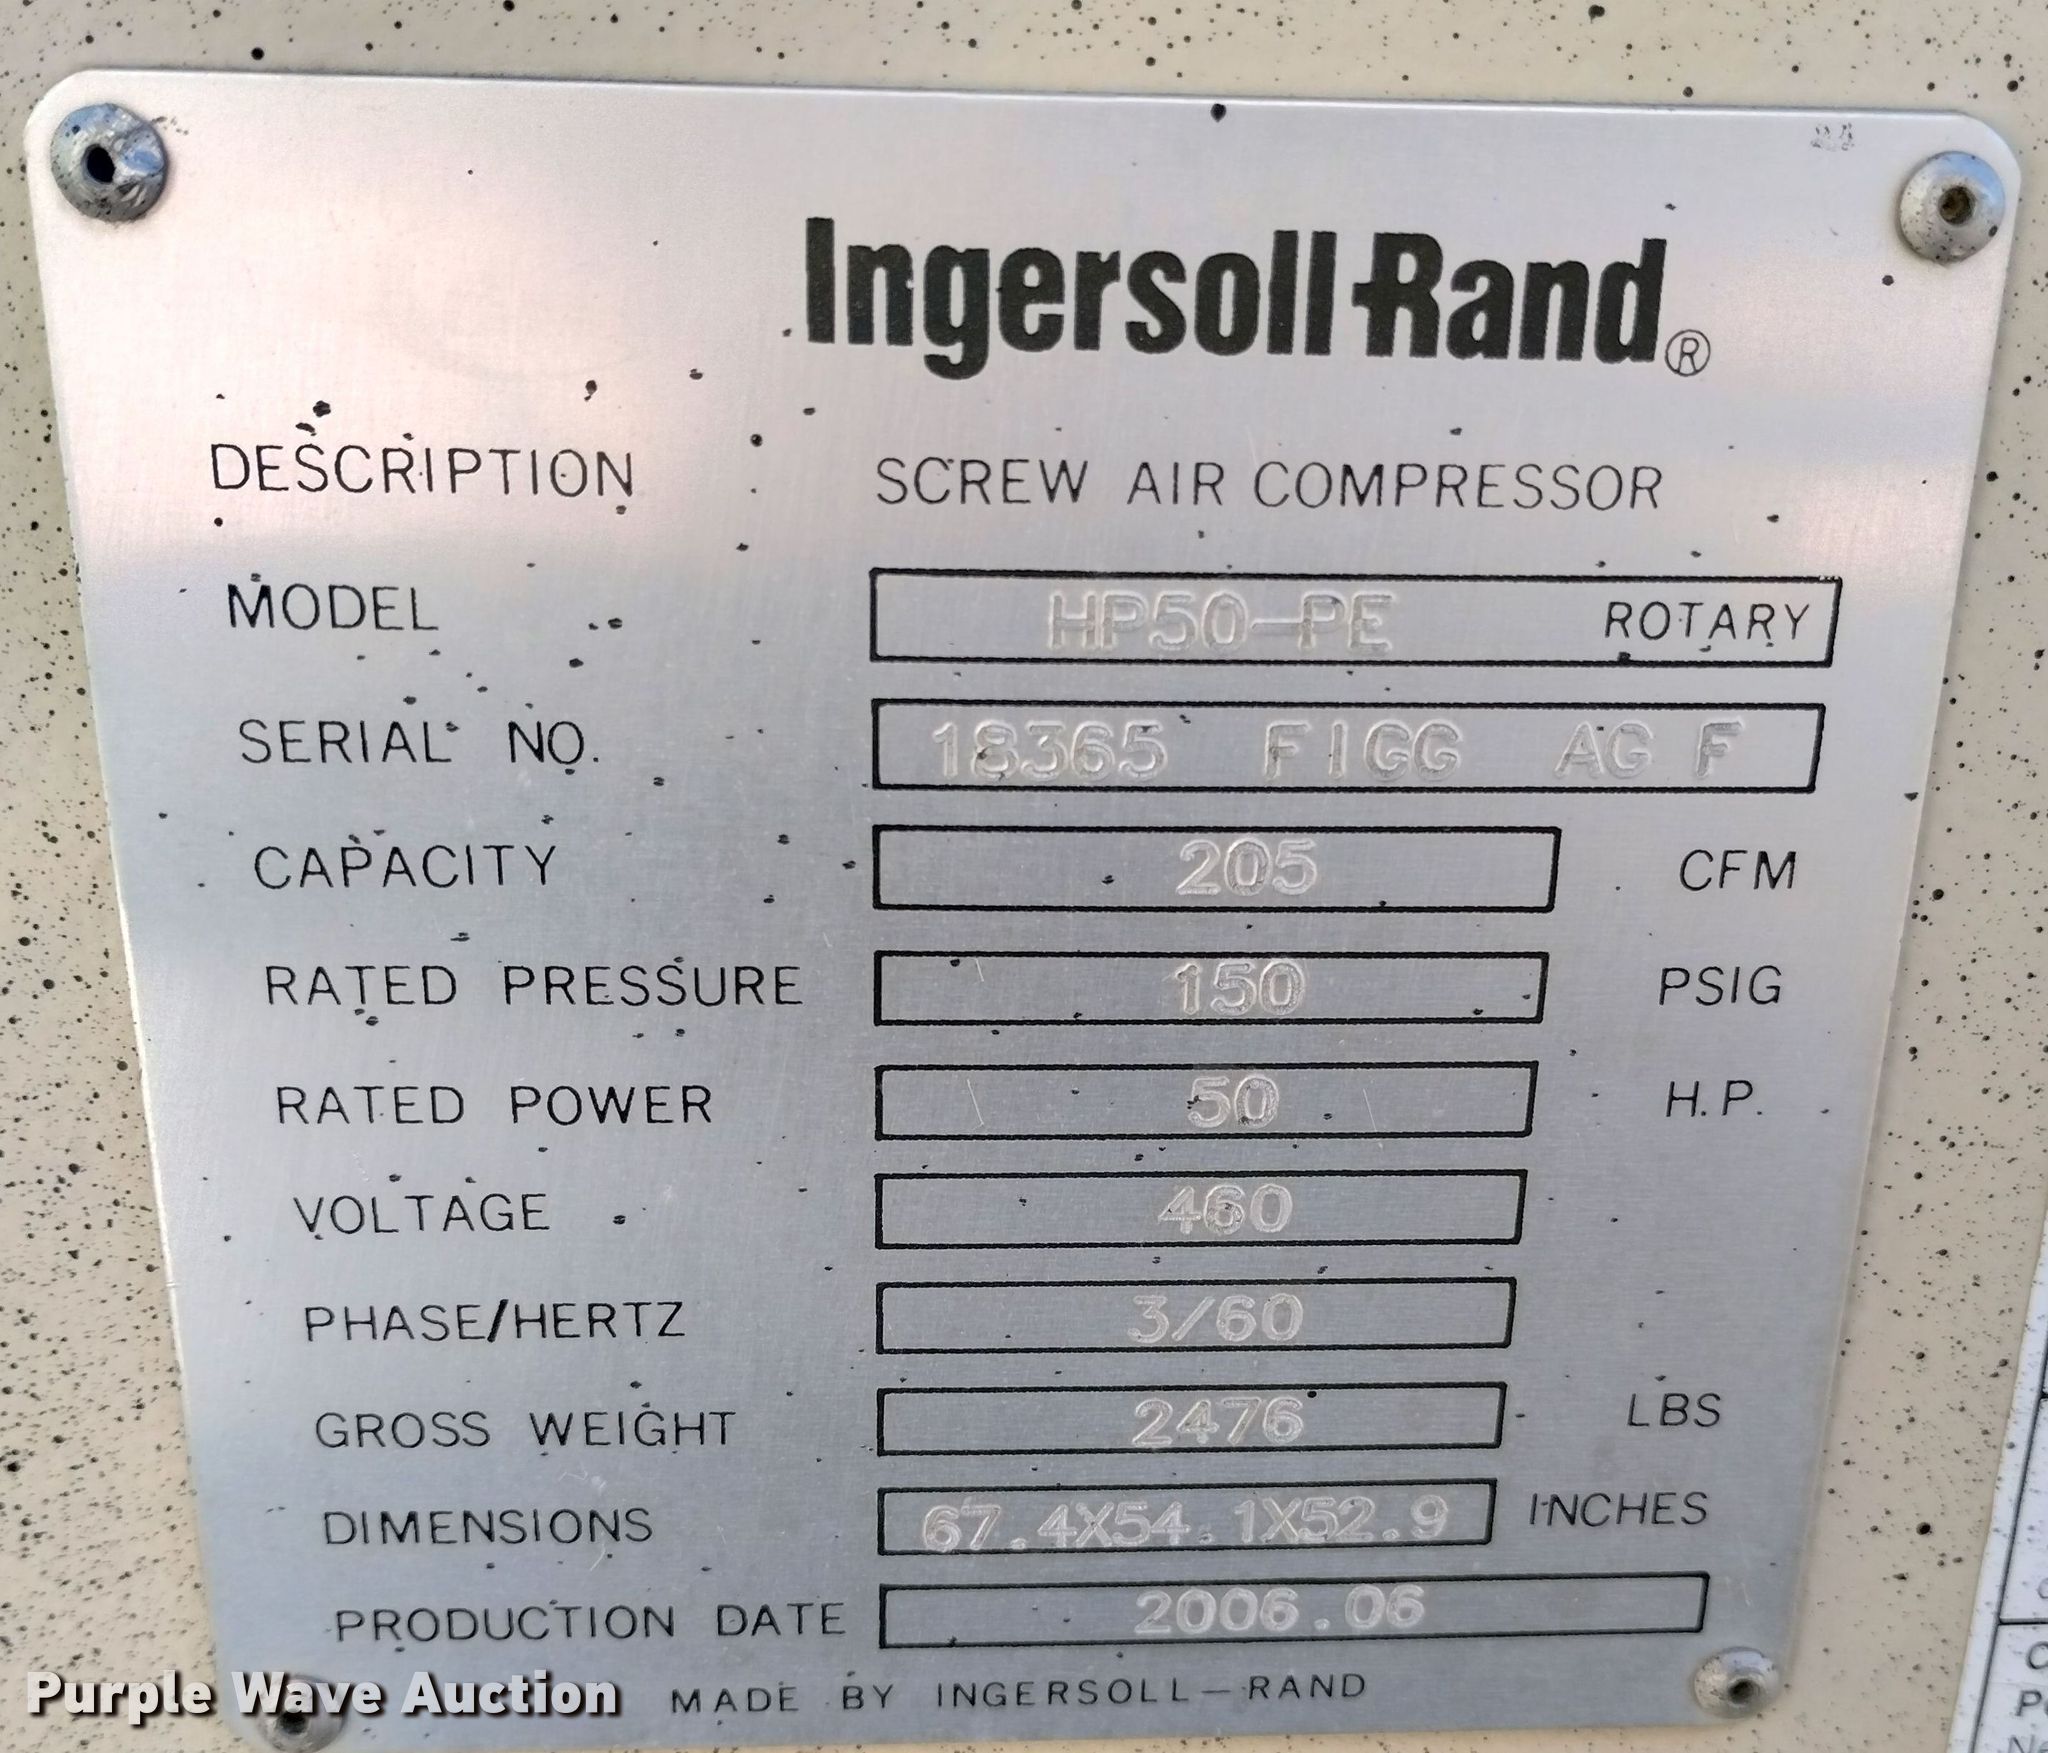 Ingersoll-Rand®
DESCRIPTION SCREW AIR COMPRESSOR
MODEL HP50-PE ROTARY
SERIAL NO. 18365 FIGG AG F
CAPACITY 205 CFM
RATED PRESSURE 150 PSIG
RATED POWER 50 H.P.
VOLTAGE 460
PHASE/HERTZ 3/60
GROSS WEIGHT 2476 LBS
DIMENSIONS 67.4X54.1X52.9 INCHES
PRODUCTION DATE 2006.06
MADE BY INGERSOLL-RAND
Purple Wave Auction